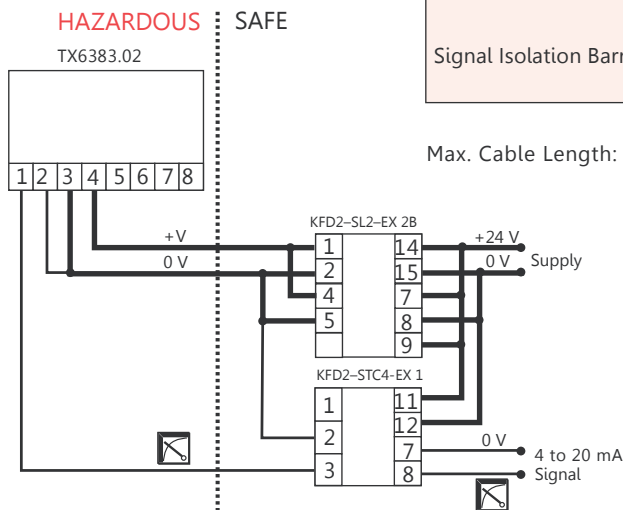 HAZARDOUS SAFE
TX6383.02
Signal Isolation
Max. Cable Length:
1 2 3 4 5 6 7 8
KFD2–SL2–EX 2B
+V
0 V
1 14 +24 V
2 15 0 V Supply
4 7
5 8
9
KFD2–STC4-EX 1
1 11
2 12
7 0 V
3 8 4 to 20 mA
Signal